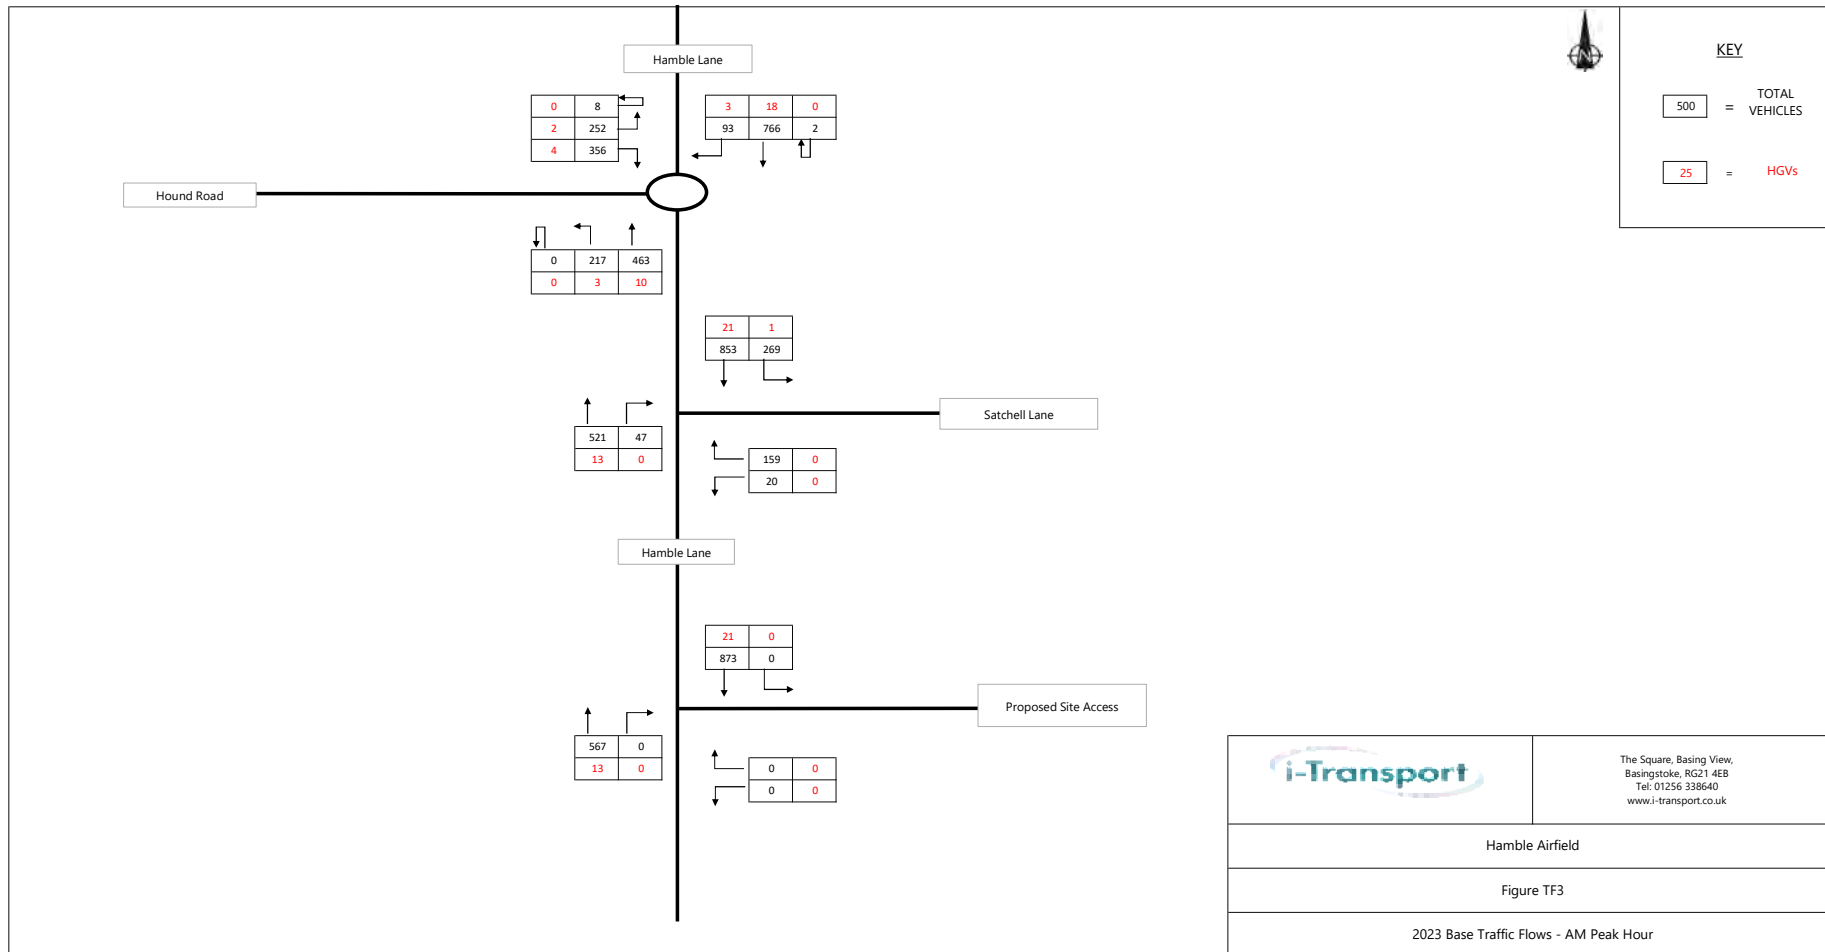 Hamble Lane
KEY
0 8
2 252
4 356
3 18 0
93 766 2
500 = TOTAL VEHICLES
25 = HGVs
Hound Road
0 217 463
0 3 10
21 1
853 269
Satchell Lane
521 47
13 0
159 0
20 0
Hamble Lane
21 0
873 0
Proposed Site Access
567 0
13 0
0 0
0 0
i-Transport
The Square, Basing View,
Basingstoke, RG21 4EB
Tel: 01256 338640
www.i-transport.co.uk
Hamble Airfield
Figure TF3
2023 Base Traffic Flows - AM Peak Hour